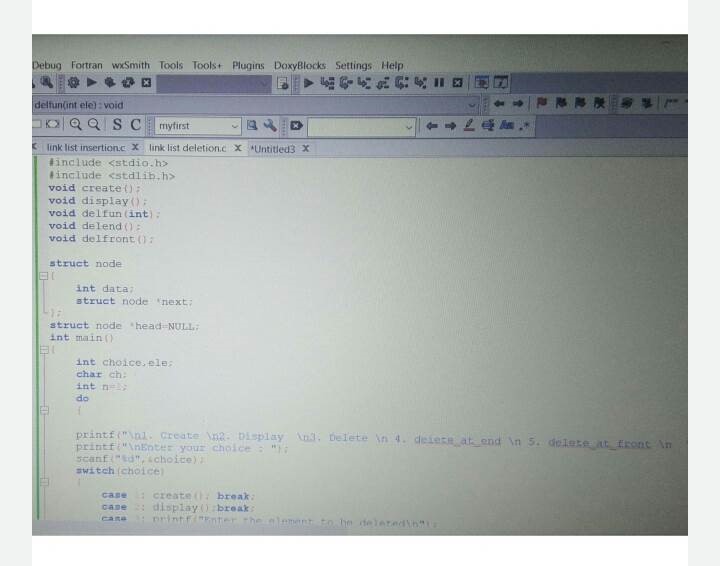 Debug Fortran wxSmith Tools Tools+ Plugins DoxyBlocks Settings Help
delfun(int ele) : void
S C myfirst
link list insertion.c X link list deletion.c X *Untitled3 X
#include <stdio.h>
#include <stdlib.h>
void create();
void display();
void delfun(int);
void delend();
void delfront();
struct node
{
int data;
struct node *next;
};
struct node *head=NULL;
int main()
{
int choice,ele;
char ch;
int n=1;
do
{
printf("\n1. Create \n2. Display \n3. Delete \n 4. delete_at_end \n 5. delete_at_front \n
printf("\nEnter your choice : ");
scanf("%d",&choice);
switch(choice)
{
case 1: create(); break;
case 2: display();break;
case 3: printf("Enter the element to be deleted\n");